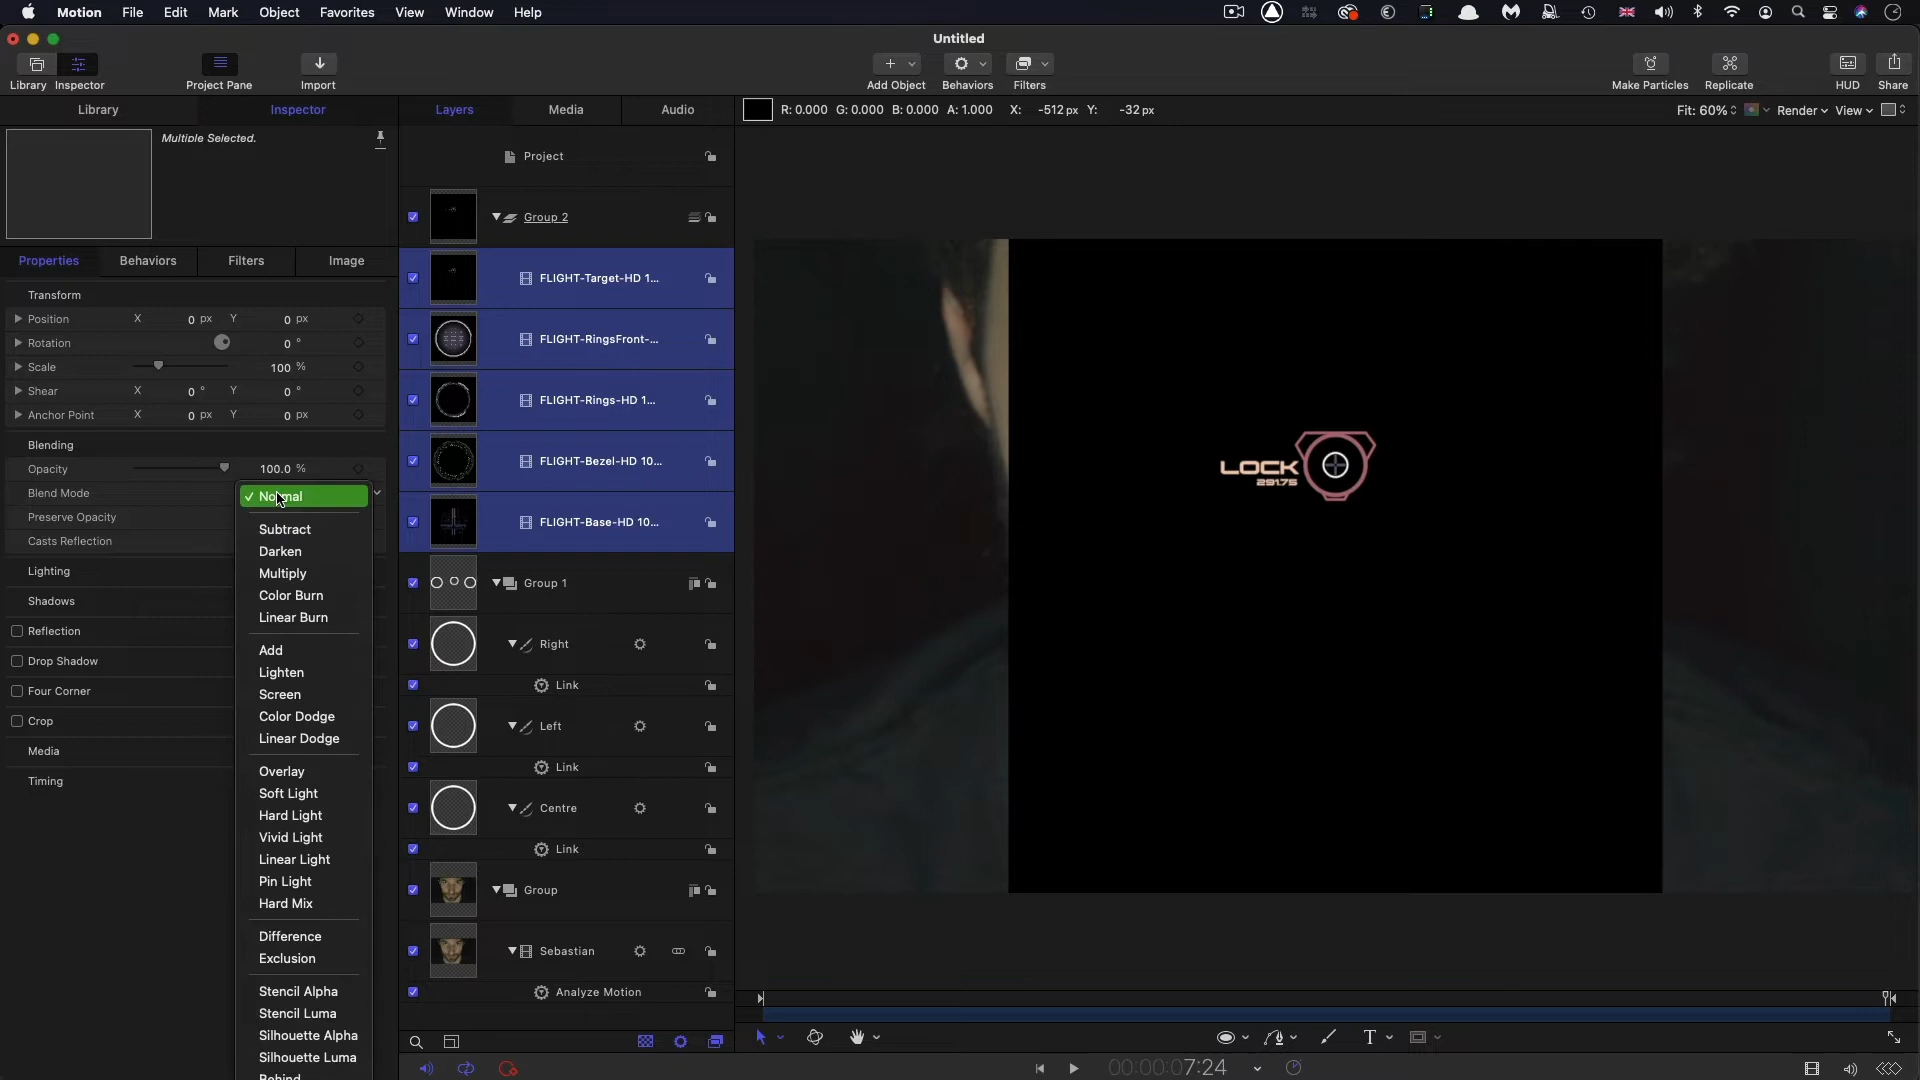 Motion File Edit Mark Object Favorites View Window Help
Untitled
Library Inspector Project Pane Import Add Object Behaviors Filters Make Particles Replicate HUD Share
Library Inspector Layers Media Audio R: 0.000 G: 0.000 B: 0.000 A: 1.000 X: -512 px Y: -32 px Fit: 60% Render View
Multiple Selected.
Properties Behaviors Filters Image
Transform
Position X 0 px Y 0 px
Rotation 0 °
Scale 100 %
Shear X 0 ° Y 0 °
Anchor Point X 0 px Y 0 px
Blending
Opacity 100.0 %
Blend Mode
Preserve Opacity
Casts Reflection
Lighting
Shadows
Reflection
Drop Shadow
Four Corner
Crop
Media
Timing
✓ Normal
Subtract
Darken
Multiply
Color Burn
Linear Burn
Add
Lighten
Screen
Color Dodge
Linear Dodge
Overlay
Soft Light
Hard Light
Vivid Light
Linear Light
Pin Light
Hard Mix
Difference
Exclusion
Stencil Alpha
Stencil Luma
Silhouette Alpha
Silhouette Luma
Behind
Project
Group 2
FLIGHT-Target-HD 1...
FLIGHT-RingsFront-...
FLIGHT-Rings-HD 1...
FLIGHT-Bezel-HD 10...
FLIGHT-Base-HD 10...
Group 1
Right
Link
Left
Link
Centre
Link
Group
Sebastian
Analyze Motion
LOCK
291.75
T
00:00:07:24